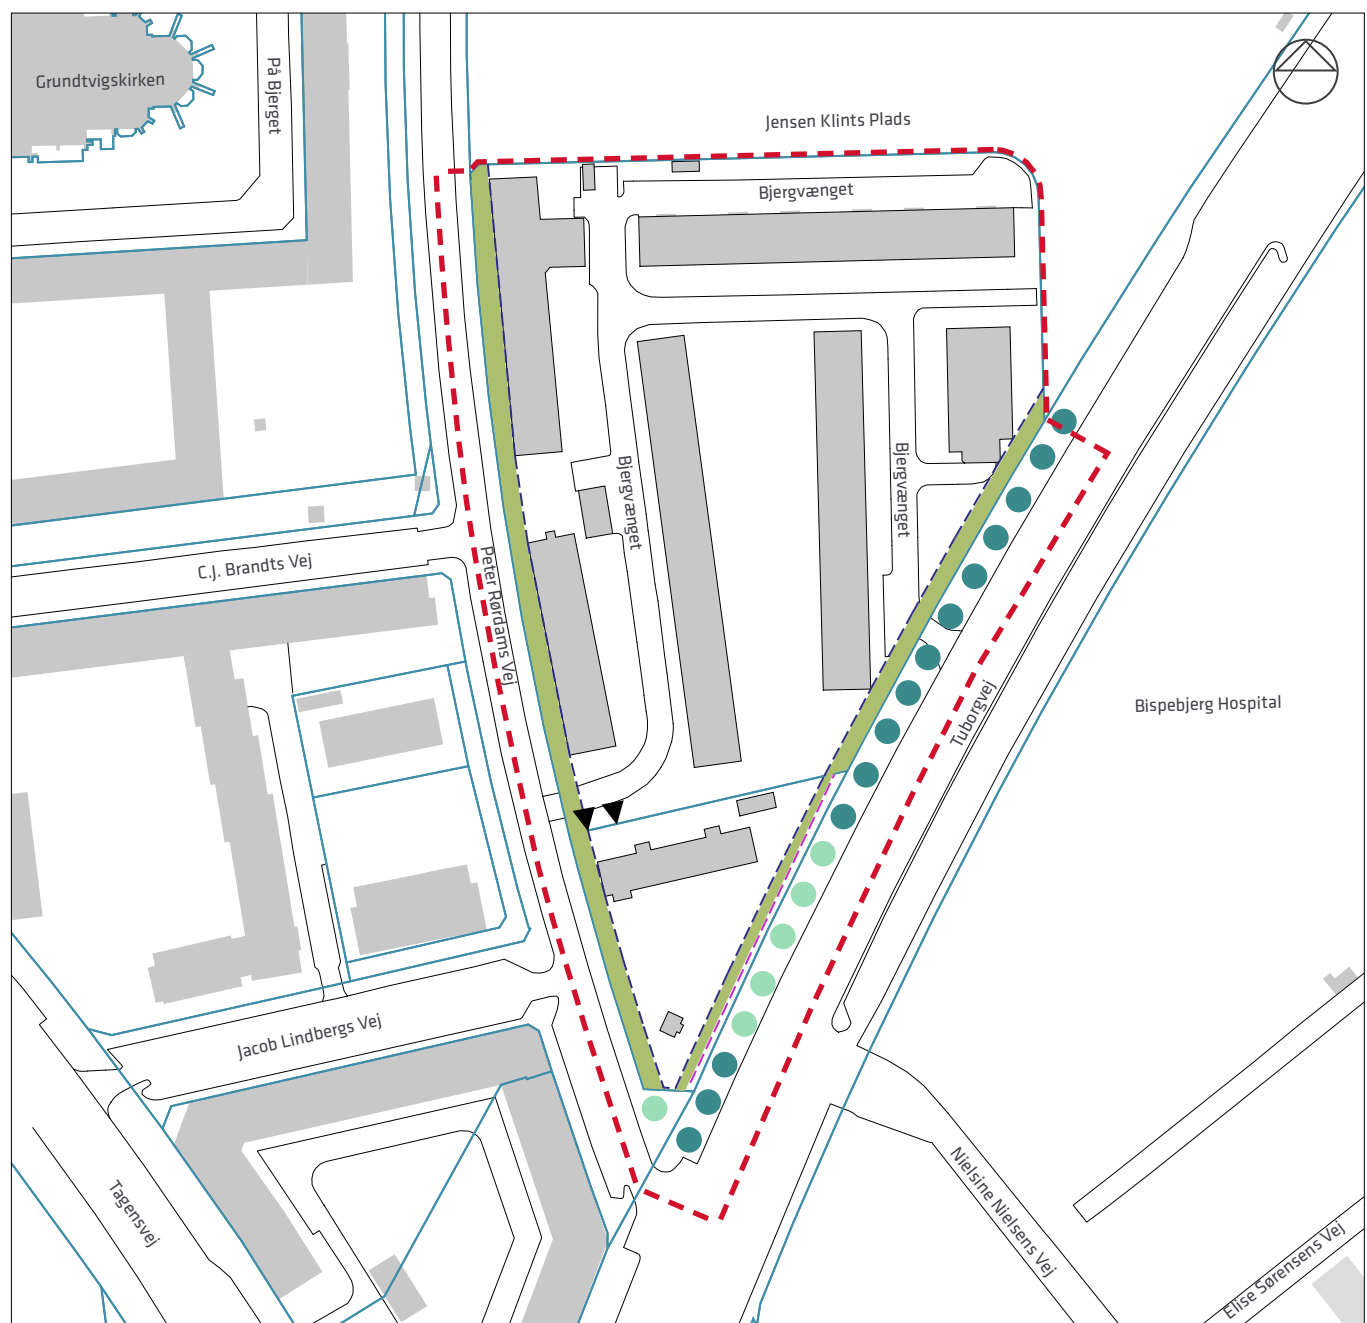 Grundtvigskirken
På Bjerget
Jensen Klints Plads
Bjergvænget
Bjergvænget
Bjergvænget
C.J. Brandts Vej
Peter Rørdams Vej
Tuborgvej
Bispebjerg Hospital
Jacob Lindbergs Vej
Tagensvej
Nielsine Nielsens Vej
Elise Sørensens Vej